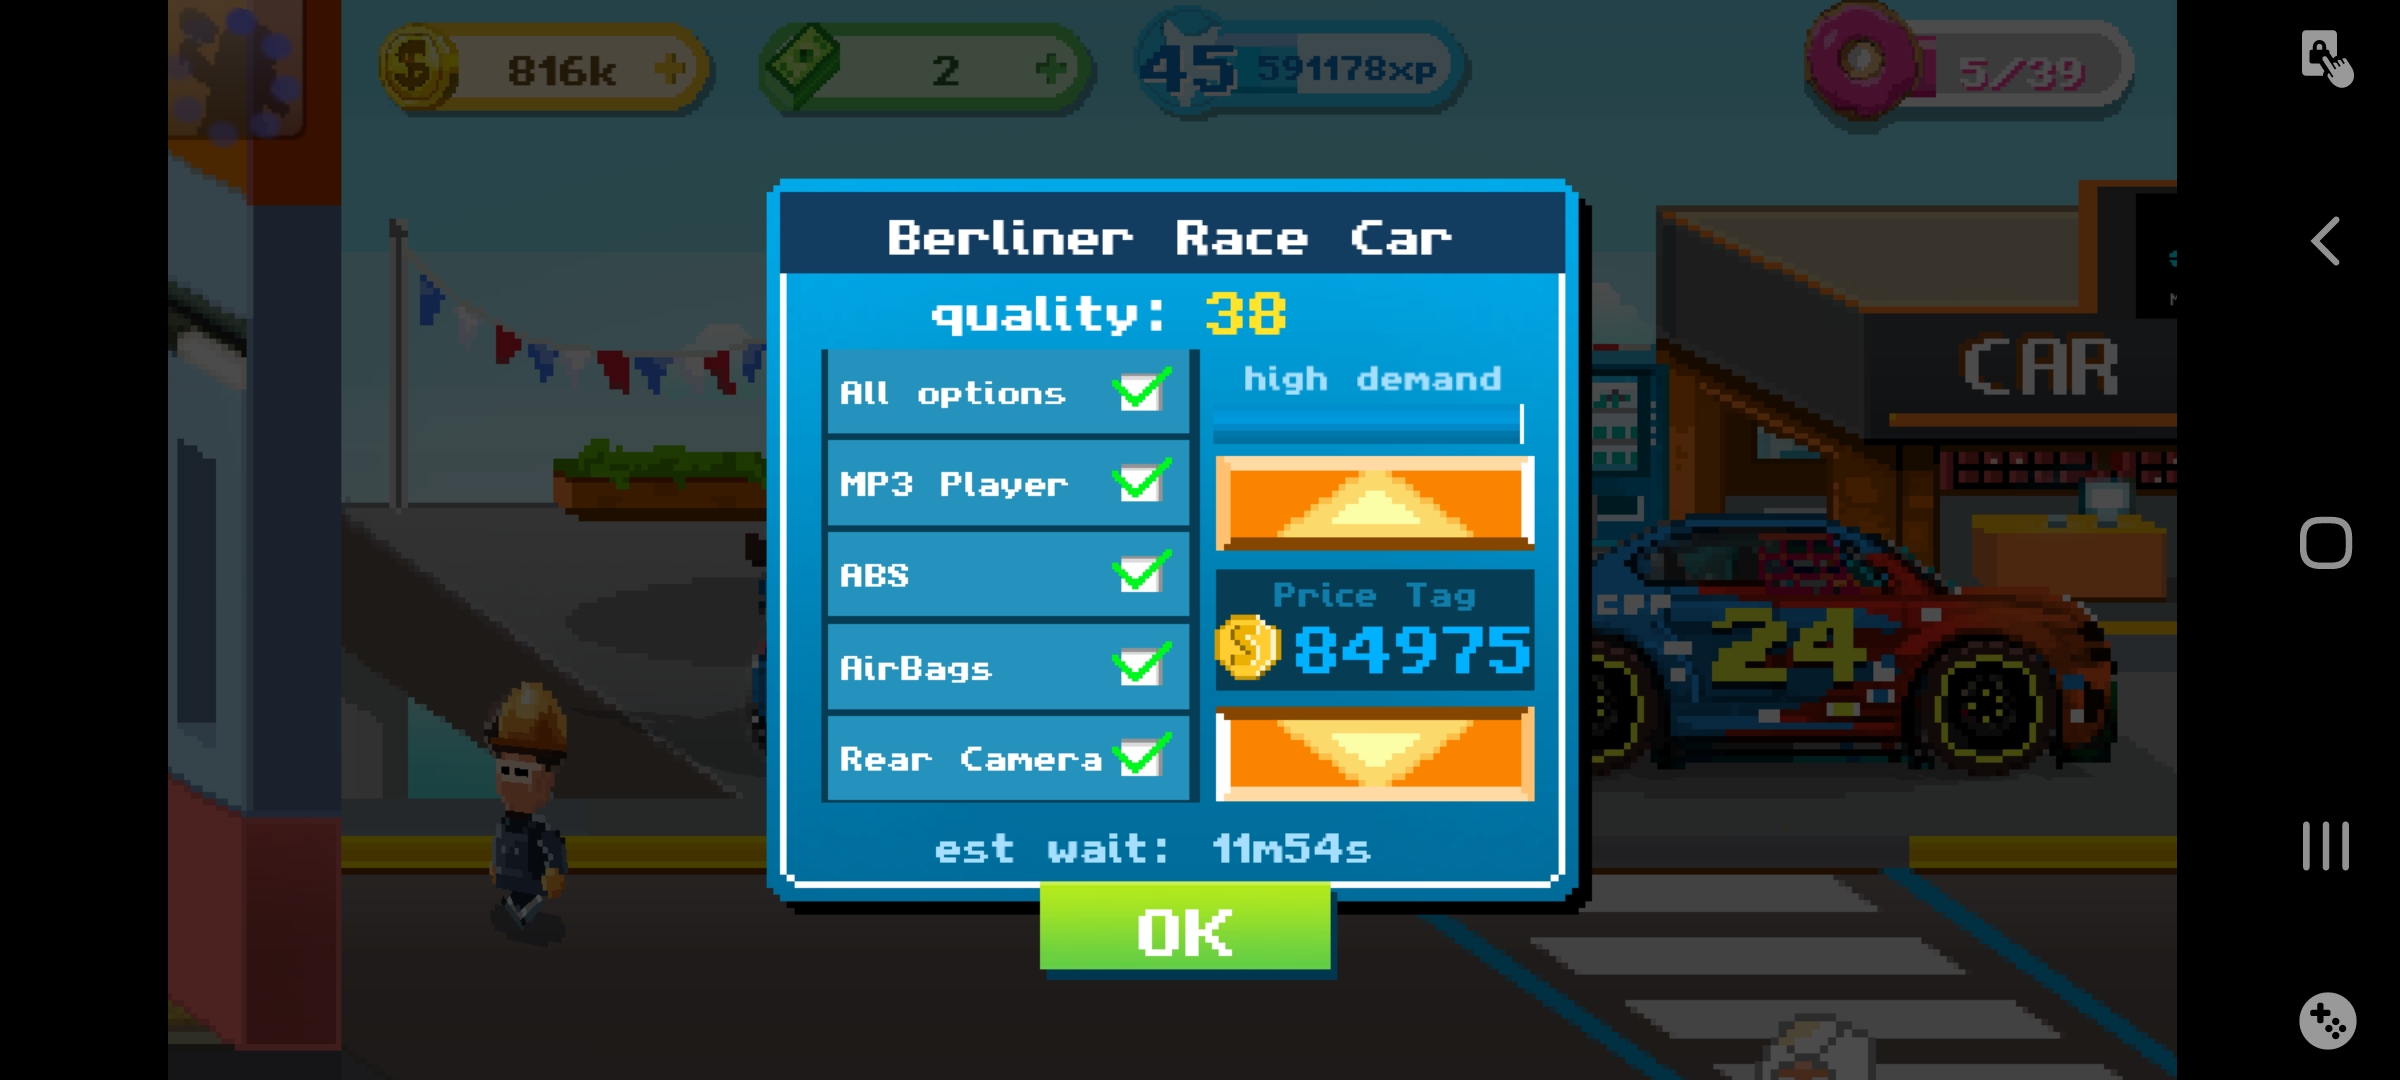 816k
2
45 591178xp
5/39
Berliner Race Car
quality: 38
All options
MP3 Player
ABS
AirBags
Rear Camera
high demand
Price Tag
84975
est wait: 11m54s
OK
CAR
24